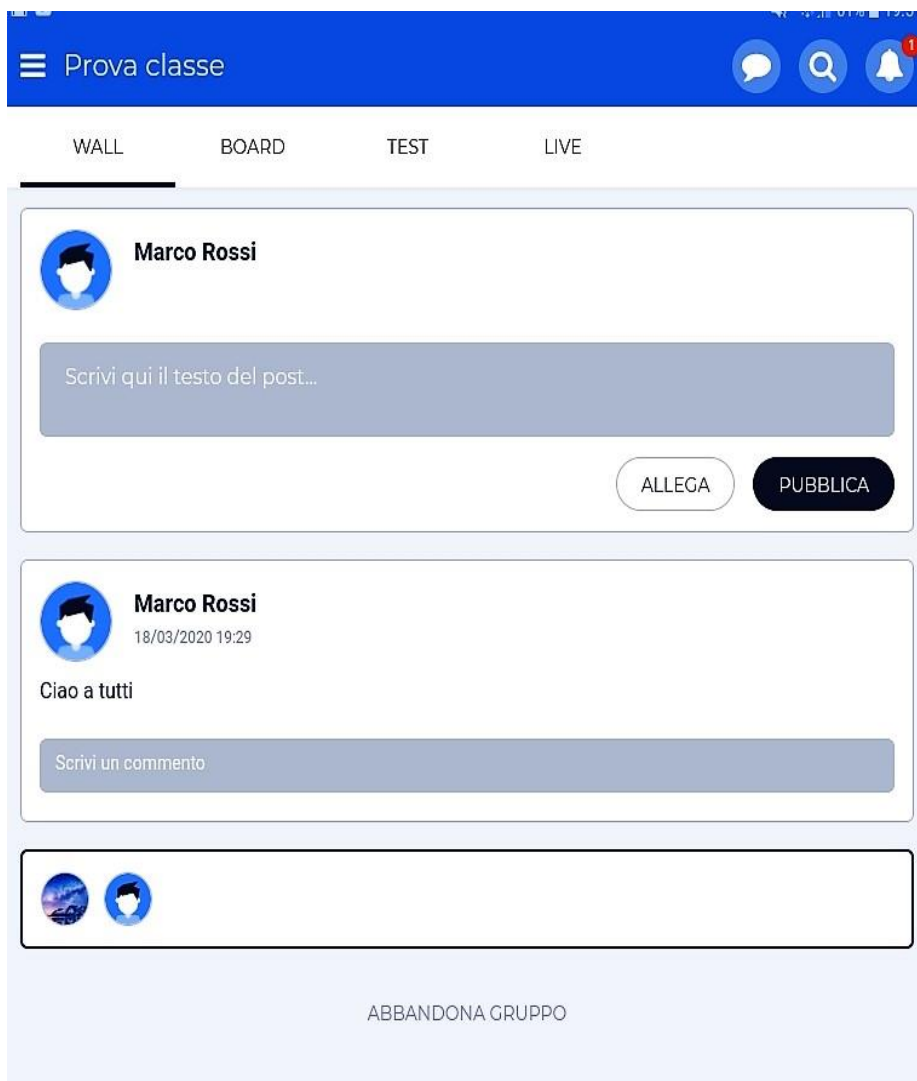 Prova classe
1
WALL BOARD TEST LIVE
Marco Rossi
Scrivi qui il testo del post...
ALLEGA PUBBLICA
Marco Rossi
18/03/2020 19:29
Ciao a tutti
Scrivi un commento
ABBANDONA GRUPPO